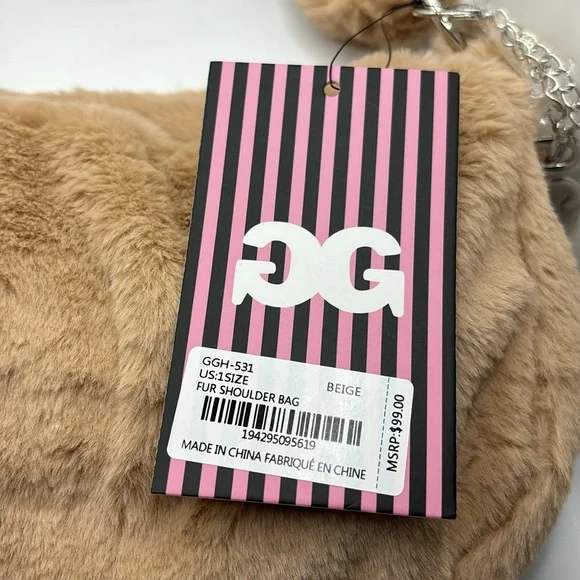 GG
GGH-531
US:1SIZE BEIGE
FUR SHOULDER BAG
194295095619
MADE IN CHINA FABRIQUÉ EN CHINE
MSRP:$99.00